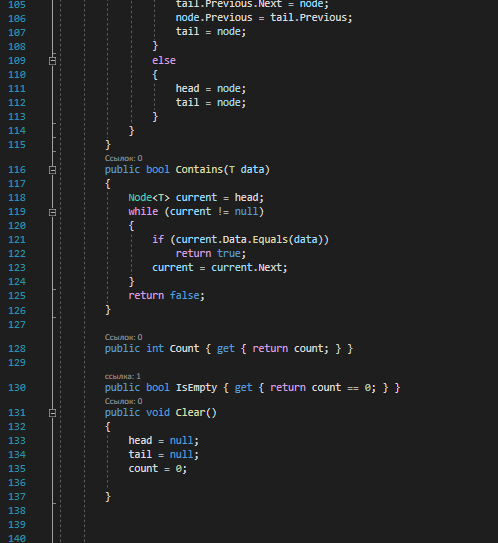 105 tail.Previous.Next = node;
106 node.Previous = tail.Previous;
107 tail = node;
108 }
109 else
110 {
111 head = node;
112 tail = node;
113 }
114 }
115 }
Ссылок: 0
116 public bool Contains(T data)
117 {
118 Node<T> current = head;
119 while (current != null)
120 {
121 if (current.Data.Equals(data))
122 return true;
123 current = current.Next;
124 }
125 return false;
126 }
127
Ссылок: 0
128 public int Count { get { return count; } }
129
ссылка: 1
130 public bool IsEmpty { get { return count == 0; } }
Ссылок: 0
131 public void Clear()
132 {
133 head = null;
134 tail = null;
135 count = 0;
136
137 }
138
139
140